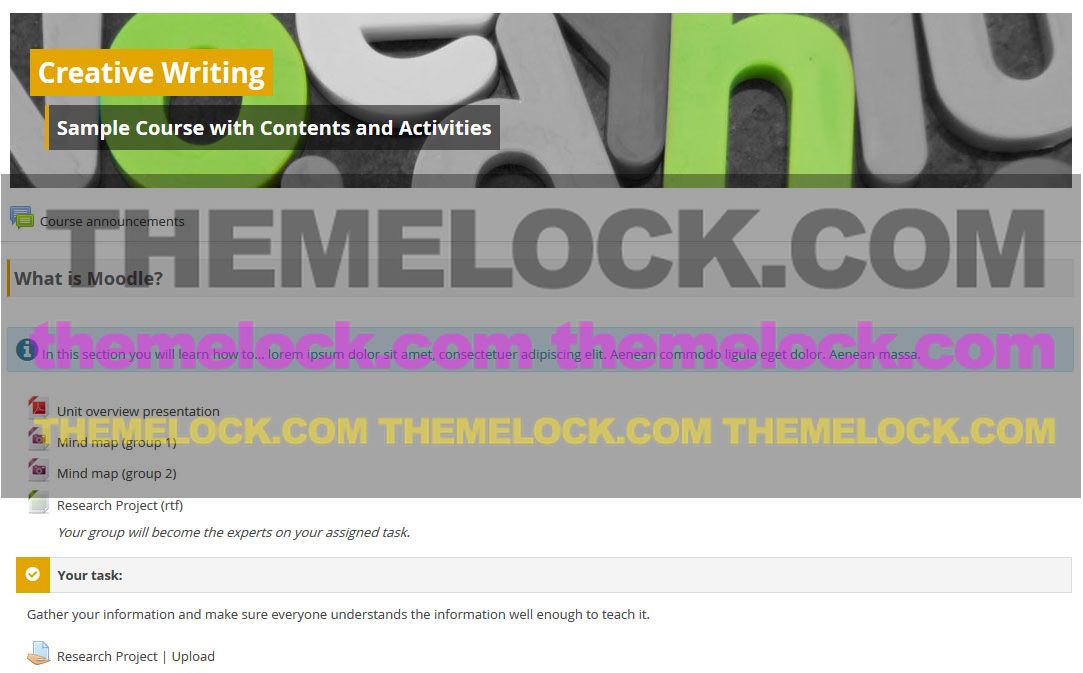 Creative Writing
Sample Course with Contents and Activities
Course announcements
THEMELOCK.COM
What is Moodle?
themelock.com themelock.com
In this section you will learn how to... lorem ipsum dolor sit amet, consectetuer adipiscing elit. Aenean commodo ligula eget dolor. Aenean massa.
Unit overview presentation
THEMELOCK.COM THEMELOCK.COM THEMELOCK.COM
Mind map (group 1)
Mind map (group 2)
Research Project (rtf)
Your group will become the experts on your assigned task.
Your task:
Gather your information and make sure everyone understands the information well enough to teach it.
Research Project | Upload